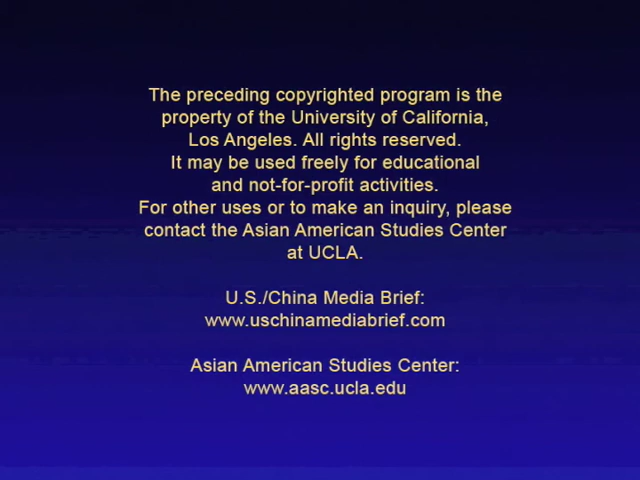 The preceding copyrighted program is the
property of the University of California,
Los Angeles. All rights reserved.
It may be used freely for educational
and not-for-profit activities.
For other uses or to make an inquiry, please
contact the Asian American Studies Center
at UCLA.
U.S./China Media Brief:
www.uschinamediabrief.com
Asian American Studies Center:
www.aasc.ucla.edu